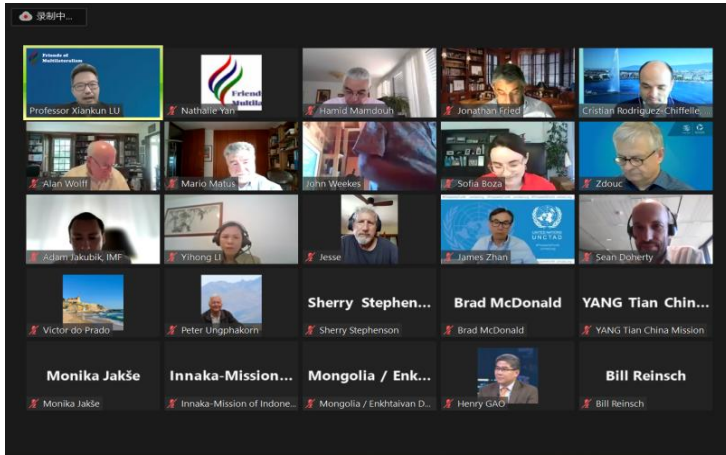 录制中...
Friends of
Multilateralism
Professor Xiankun LU
Friend
Multila
Nathalie Yan
Hamid Mamdouh
Jonathan Fried
Cristian Rodriguez-Chiffelle, ...
Alan Wolff
Mario Matus
John Weekes
Sofia Boza
Zdouc
Adam Jakubik, IMF
Yihong LI
Jesse
UNITED NATIONS
UNCTAD
James Zhan
Sean Doherty
Victor do Prado
Peter Ungphakorn
Sherry Stephen...
Sherry Stephenson
Brad McDonald
Brad McDonald
YANG Tian Chin...
YANG Tian China Mission
Monika Jakše
Monika Jakše
Innaka-Mission...
Innaka-Mission of Indone...
Mongolia / Enk...
Mongolia / Enkhtaivan D...
Henry GAO
Bill Reinsch
Bill Reinsch